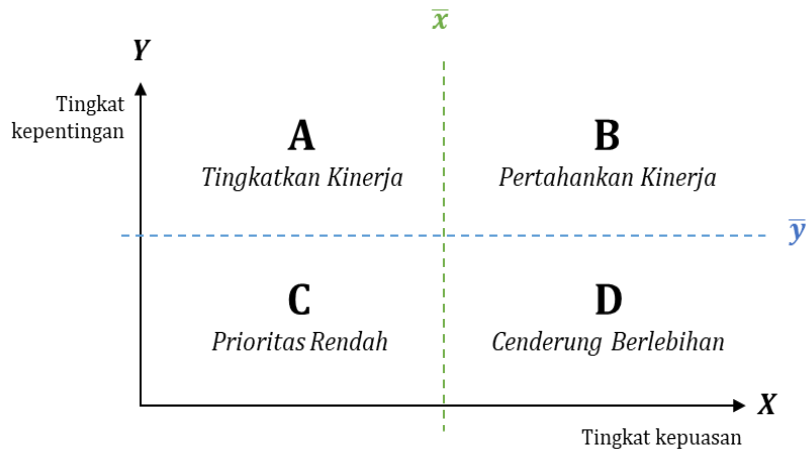 x̅
Y
Tingkat
kepentingan
A
B
Tingkatkan Kinerja
Pertahankan Kinerja
y̅
C
D
Prioritas Rendah
Cenderung Berlebihan
X
Tingkat kepuasan